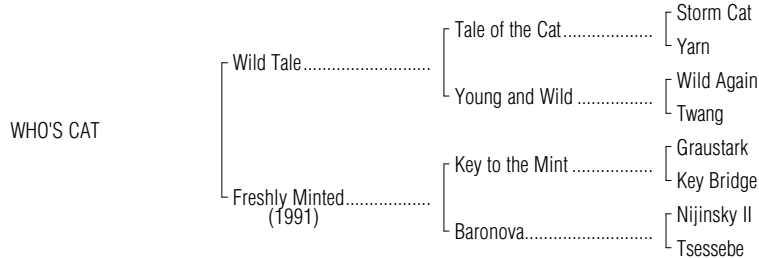 Storm Cat
Tale of the Cat...................
Yarn
Wild Tale...........................
Wild Again
Young and Wild ................
Twang
WHO'S CAT
Graustark
Key to the Mint .................
Key Bridge
Freshly Minted..................
(1991)
Nijinsky II
Baronova...........................
Tsessebe